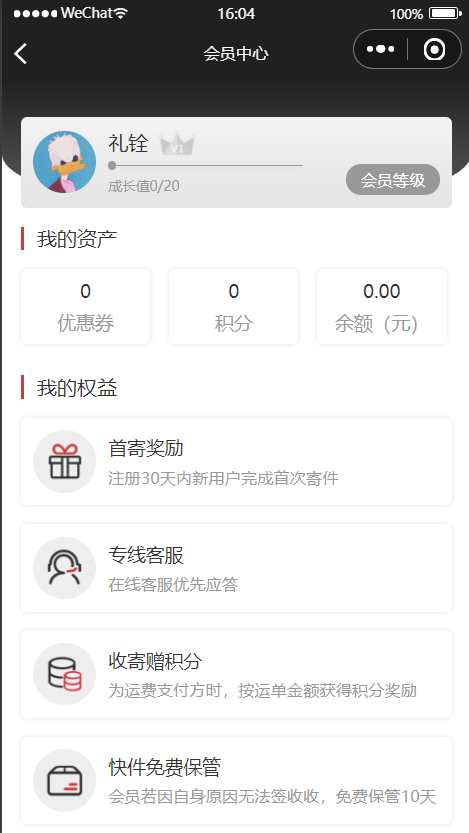 WeChat
16:04
100%
会员中心
礼铨
V1
成长值0/20
会员等级
我的资产
0
0
0.00
优惠券
积分
余额（元）
我的权益
首寄奖励
注册30天内新用户完成首次寄件
专线客服
在线客服优先应答
收寄赠积分
为运费支付方时，按运单金额获得积分奖励
快件免费保管
会员若因自身原因无法签收收，免费保管10天